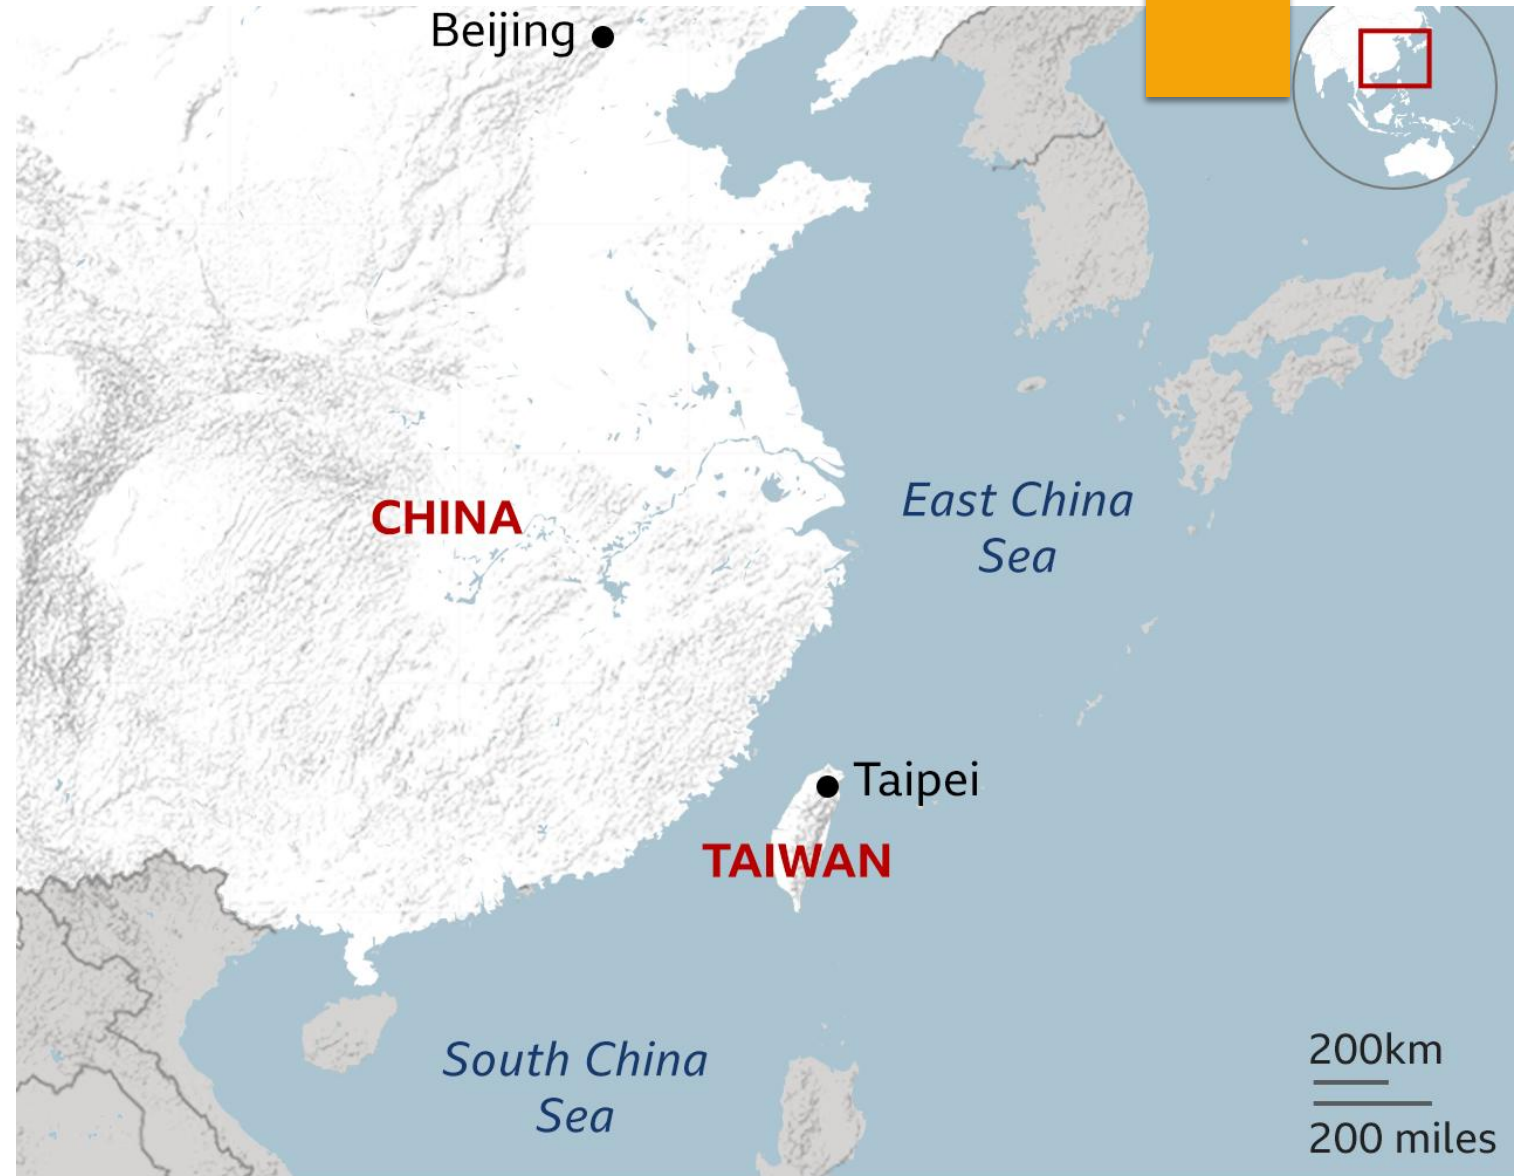 Beijing
CHINA
East China
Sea
Taipei
TAIWAN
South China
Sea
200km
200 miles